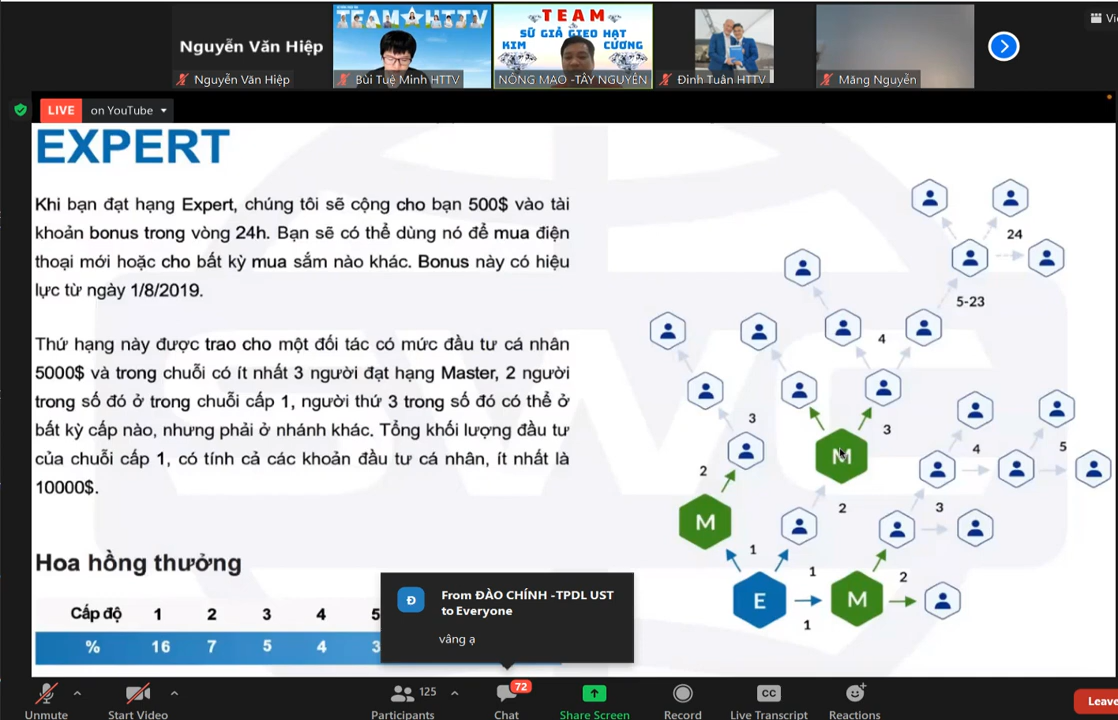 Vi
Nguyễn Văn Hiệp
Nguyễn Văn Hiệp
TEAM HTTV
Bùi Tuệ Minh HTTV
TEAM
SỨ GIẢ GIEO HẠT
KIM CƯƠNG
NÔNG MAO -TÂY NGUYÊN
Đinh Tuân HTTV
Măng Nguyễn
LIVE on YouTube
EXPERT
Khi bạn đạt hạng Expert, chúng tôi sẽ cộng cho bạn 500$ vào tài
khoản bonus trong vòng 24h. Bạn sẽ có thể dùng nó để mua điện
thoại mới hoặc cho bất kỳ mua sắm nào khác. Bonus này có hiệu
lực từ ngày 1/8/2019.
Thứ hạng này được trao cho một đối tác có mức đầu tư cá nhân
5000$ và trong chuỗi có ít nhất 3 người đạt hạng Master, 2 người
trong số đó ở trong chuỗi cấp 1, người thứ 3 trong số đó có thể ở
bất kỳ cấp nào, nhưng phải ở nhánh khác. Tổng khối lượng đầu tư
của chuỗi cấp 1, có tính cả các khoản đầu tư cá nhân, ít nhất là
10000$.
Hoa hồng thưởng
Cấp độ 1 2 3 4 5
% 16 7 5 4 3
24
5-23
4
3
3
4
5
2
M
M
2
3
1
1
2
E
M
1
Đ
From ĐÀO CHÍNH -TPDL UST
to Everyone
vâng ạ
Unmute
Start Video
125
Participants
72
Chat
Share Screen
Record
CC
Live Transcript
Reactions
Leave